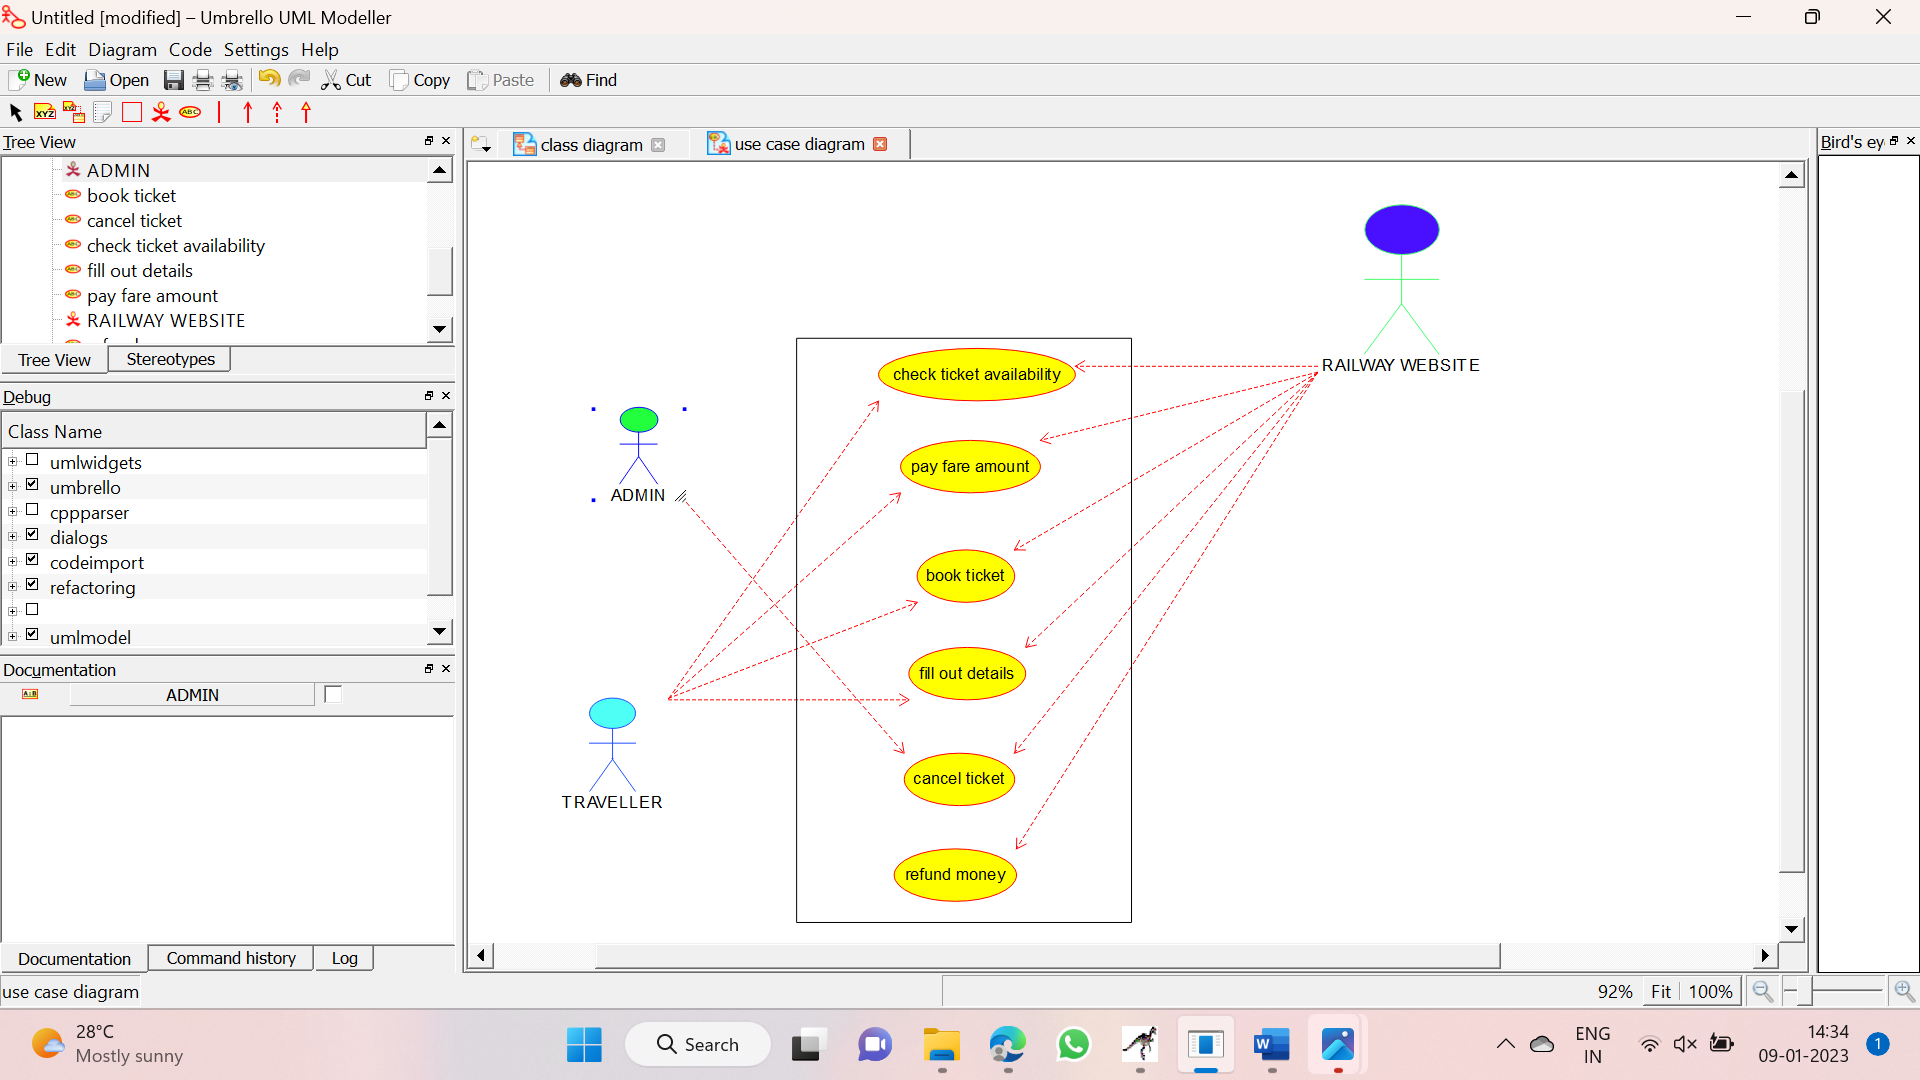 Untitled [modified] – Umbrello UML Modeller
File Edit Diagram Code Settings Help
New Open Cut Copy Paste Find
XYZ ABC
Tree View
ADMIN
book ticket
cancel ticket
check ticket availability
fill out details
pay fare amount
RAILWAY WEBSITE
Tree View Stereotypes
Debug
Class Name
umlwidgets
umbrello
cppparser
dialogs
codeimport
refactoring
umlmodel
Documentation
ADMIN
Documentation Command history Log
class diagram use case diagram
Bird's ey
RAILWAY WEBSITE
check ticket availability
pay fare amount
ADMIN
book ticket
fill out details
cancel ticket
TRAVELLER
refund money
use case diagram
92% Fit 100%
28°C
Mostly sunny
Search
ENG
IN
14:34
09-01-2023
1